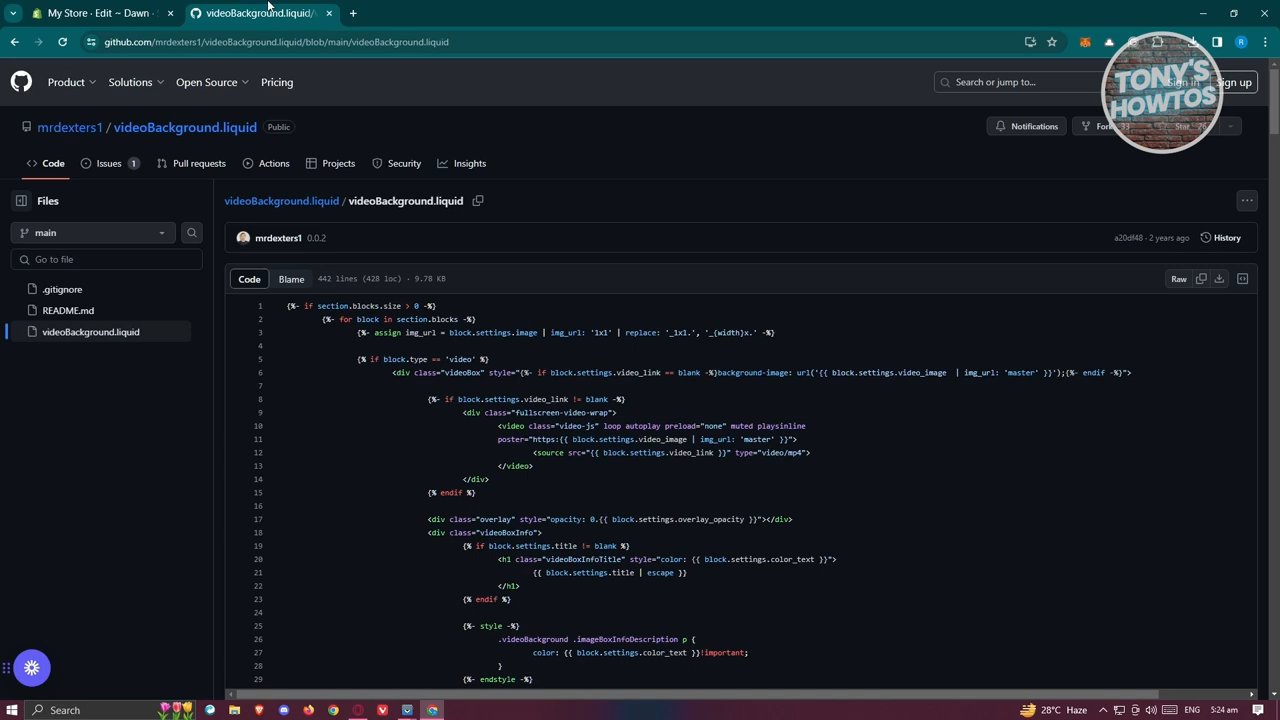 My Store · Edit ~ Dawn ·
videoBackground.liquid/
github.com/mrdexters1/videoBackground.liquid/blob/main/videoBackground.liquid
R
Product
Solutions
Open Source
Pricing
Search or jump to...
Sign in
Sign up
TONY'S
HOWTOS
mrdexters1 / videoBackground.liquid
Public
Notifications
Fork 33
Star
Code
Issues 1
Pull requests
Actions
Projects
Security
Insights
Files
main
Go to file
.gitignore
README.md
videoBackground.liquid
videoBackground.liquid / videoBackground.liquid
mrdexters1 0.0.2
a20df48 · 2 years ago
History
Code
Blame
442 lines (428 loc) · 9.78 KB
Raw
1 {%- if section.blocks.size > 0 -%}
2 {%- for block in section.blocks -%}
3 {%- assign img_url = block.settings.image | img_url: '1x1' | replace: '_1x1.', '_{width}x.' -%}
4
5 {% if block.type == 'video' %}
6 <div class="videoBox" style="{%- if block.settings.video_link == blank -%}background-image: url('{{ block.settings.video_image | img_url: 'master' }}');{%- endif -%}">
7
8 {%- if block.settings.video_link != blank -%}
9 <div class="fullscreen-video-wrap">
10 <video class="video-js" loop autoplay preload="none" muted playsinline
11 poster="https:{{ block.settings.video_image | img_url: 'master' }}">
12 <source src="{{ block.settings.video_link }}" type="video/mp4">
13 </video>
14 </div>
15 {% endif %}
16
17 <div class="overlay" style="opacity: 0.{{ block.settings.overlay_opacity }}"></div>
18 <div class="videoBoxInfo">
19 {% if block.settings.title != blank %}
20 <h1 class="videoBoxInfoTitle" style="color: {{ block.settings.color_text }}">
21 {{ block.settings.title | escape }}
22 </h1>
23 {% endif %}
24
25 {%- style -%}
26 .videoBackground .imageBoxInfoDescription p {
27 color: {{ block.settings.color_text }}!important;
28 }
29 {%- endstyle -%}
Search
28°C Haze
ENG
5:24 am